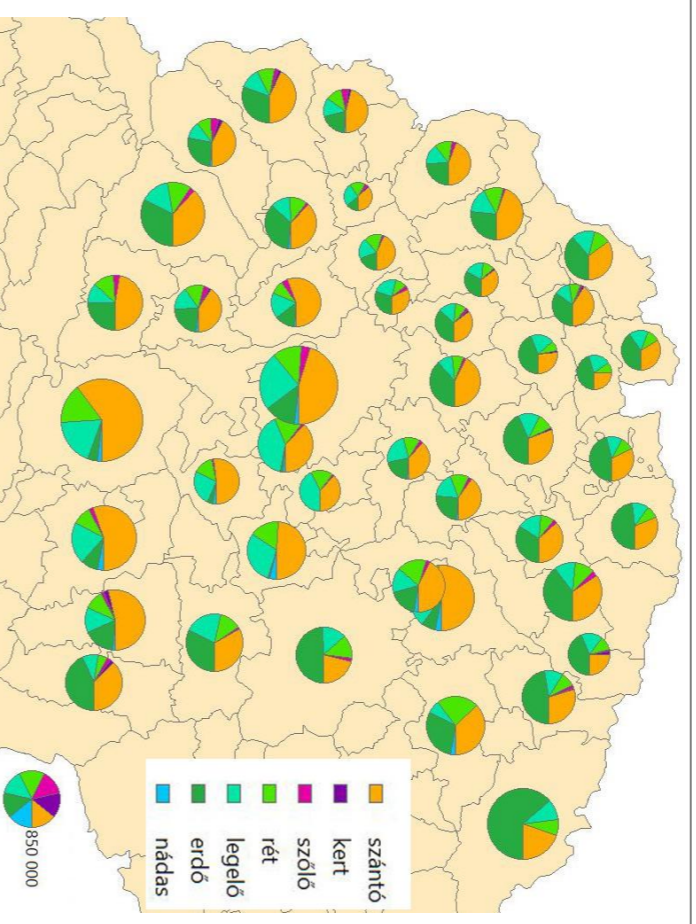 szántó
kert
szőlő
rét
legelő
erdő
nádas
850 000